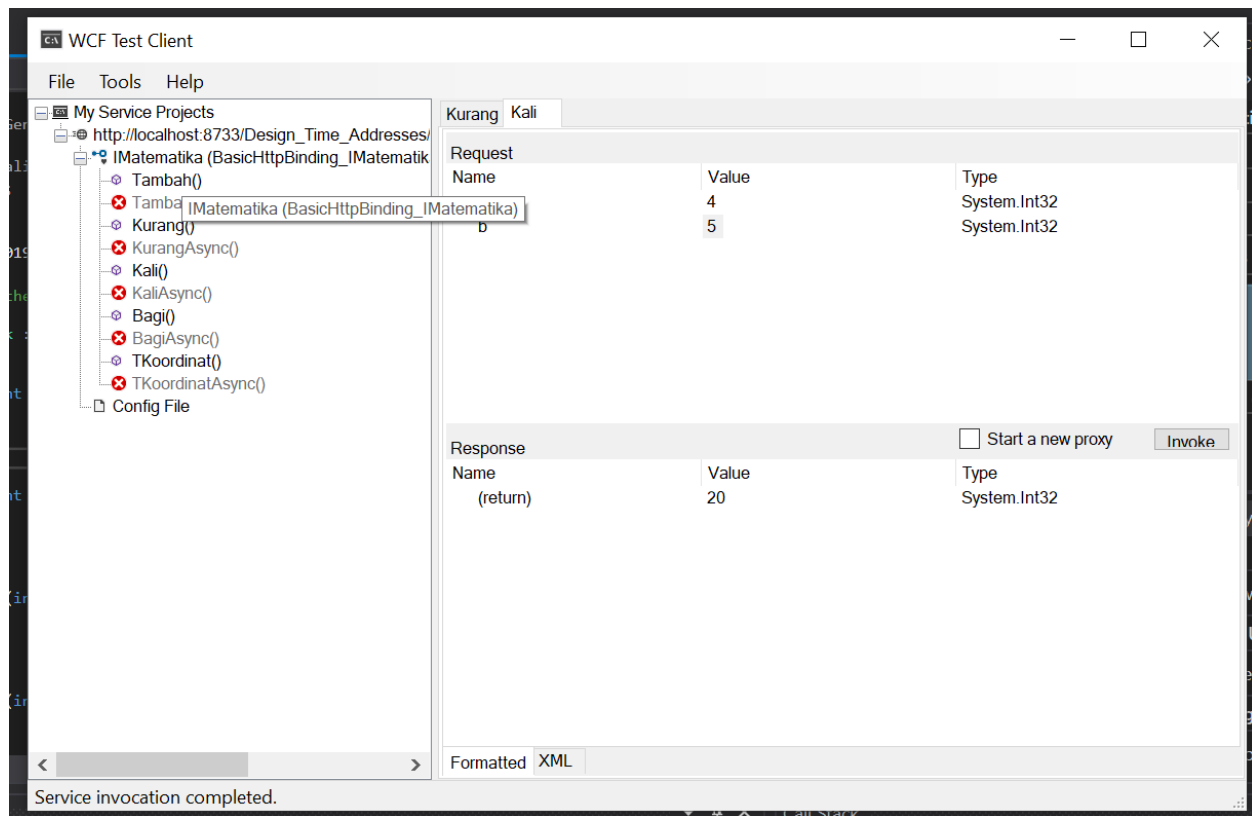 WCF Test Client
File Tools Help
My Service Projects
http://localhost:8733/Design_Time_Addresses/
IMatematika (BasicHttpBinding_IMatematik
Tambah()
Tamba
IMatematika (BasicHttpBinding_IMatematika)
Kurang()
KurangAsync()
Kali()
KaliAsync()
Bagi()
BagiAsync()
TKoordinat()
TKoordinatAsync()
Config File
Kurang Kali
Request
Name Value Type
4 System.Int32
b 5 System.Int32
Start a new proxy Invoke
Response
Name Value Type
(return) 20 System.Int32
Formatted XML
Service invocation completed.
Call Stack